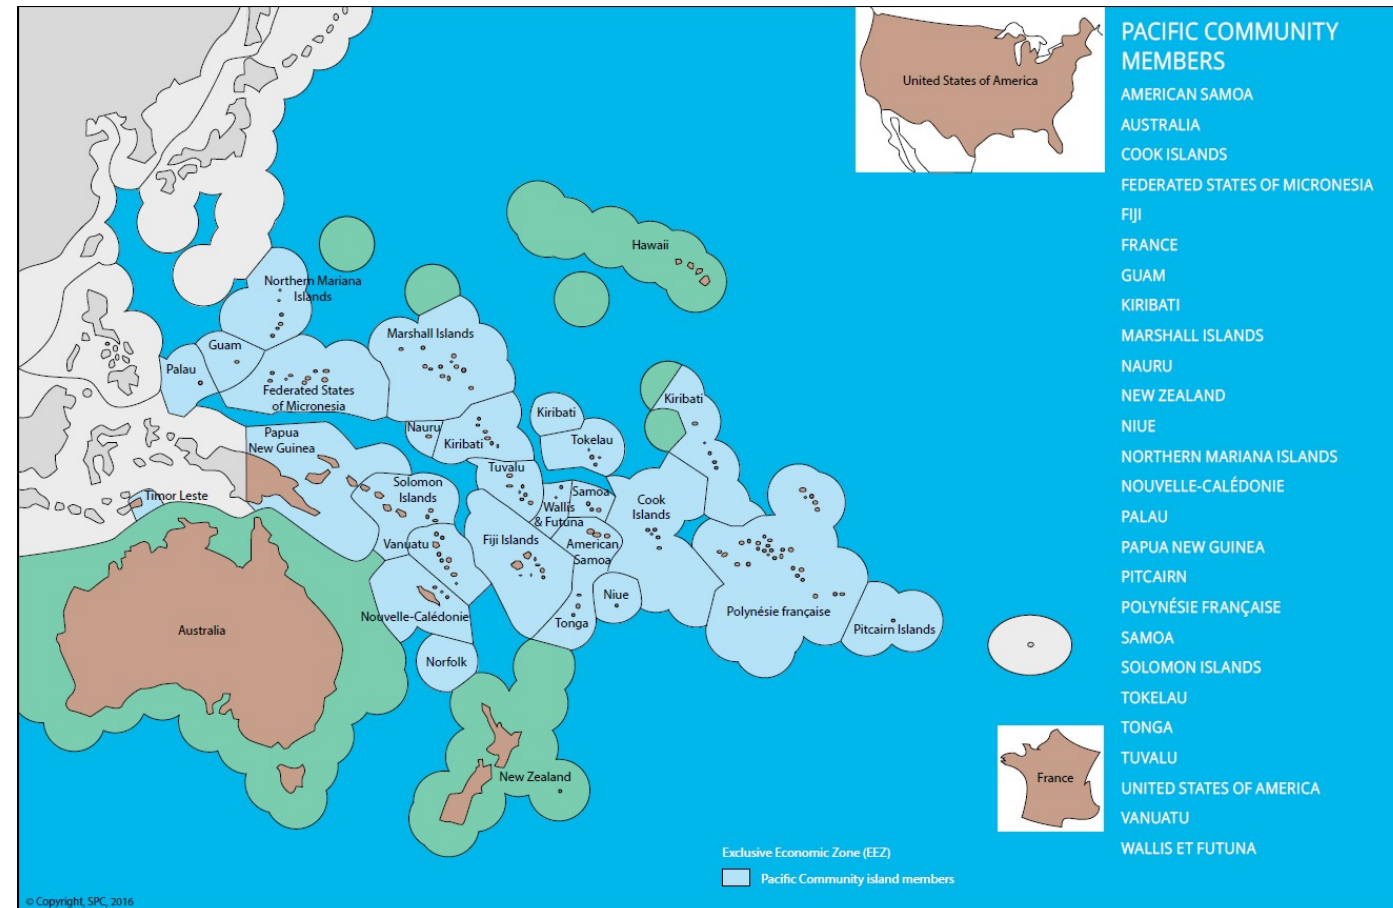 United States of America
PACIFIC COMMUNITY
MEMBERS
AMERICAN SAMOA
AUSTRALIA
COOK ISLANDS
FEDERATED STATES OF MICRONESIA
FIJI
FRANCE
GUAM
KIRIBATI
MARSHALL ISLANDS
NAURU
NEW ZEALAND
NIUE
NORTHERN MARIANA ISLANDS
NOUVELLE-CALÉDONIE
PALAU
PAPUA NEW GUINEA
PITCAIRN
POLYNÉSIE FRANÇAISE
SAMOA
SOLOMON ISLANDS
TOKELAU
TONGA
TUVALU
UNITED STATES OF AMERICA
VANUATU
WALLIS ET FUTUNA
Hawaii
Northern Mariana
Islands
Marshall Islands
Guam
Palau
Federated States
of Micronesia
Kiribati
Kiribati
Nauru
Kiribati
Tokelau
Papua
New Guinea
Tuvalu
Solomon
Islands
Timor Leste
Samoa
Wallis
& Futuna
Cook
Islands
Vanuatu
Fiji Islands
American
Samoa
Niue
Nouvelle-Calédonie
Tonga
Polynésie française
Pitcairn Islands
Australia
Norfolk
New Zealand
France
Exclusive Economic Zone (EEZ)
Pacific Community island members
© Copyright, SPC, 2016